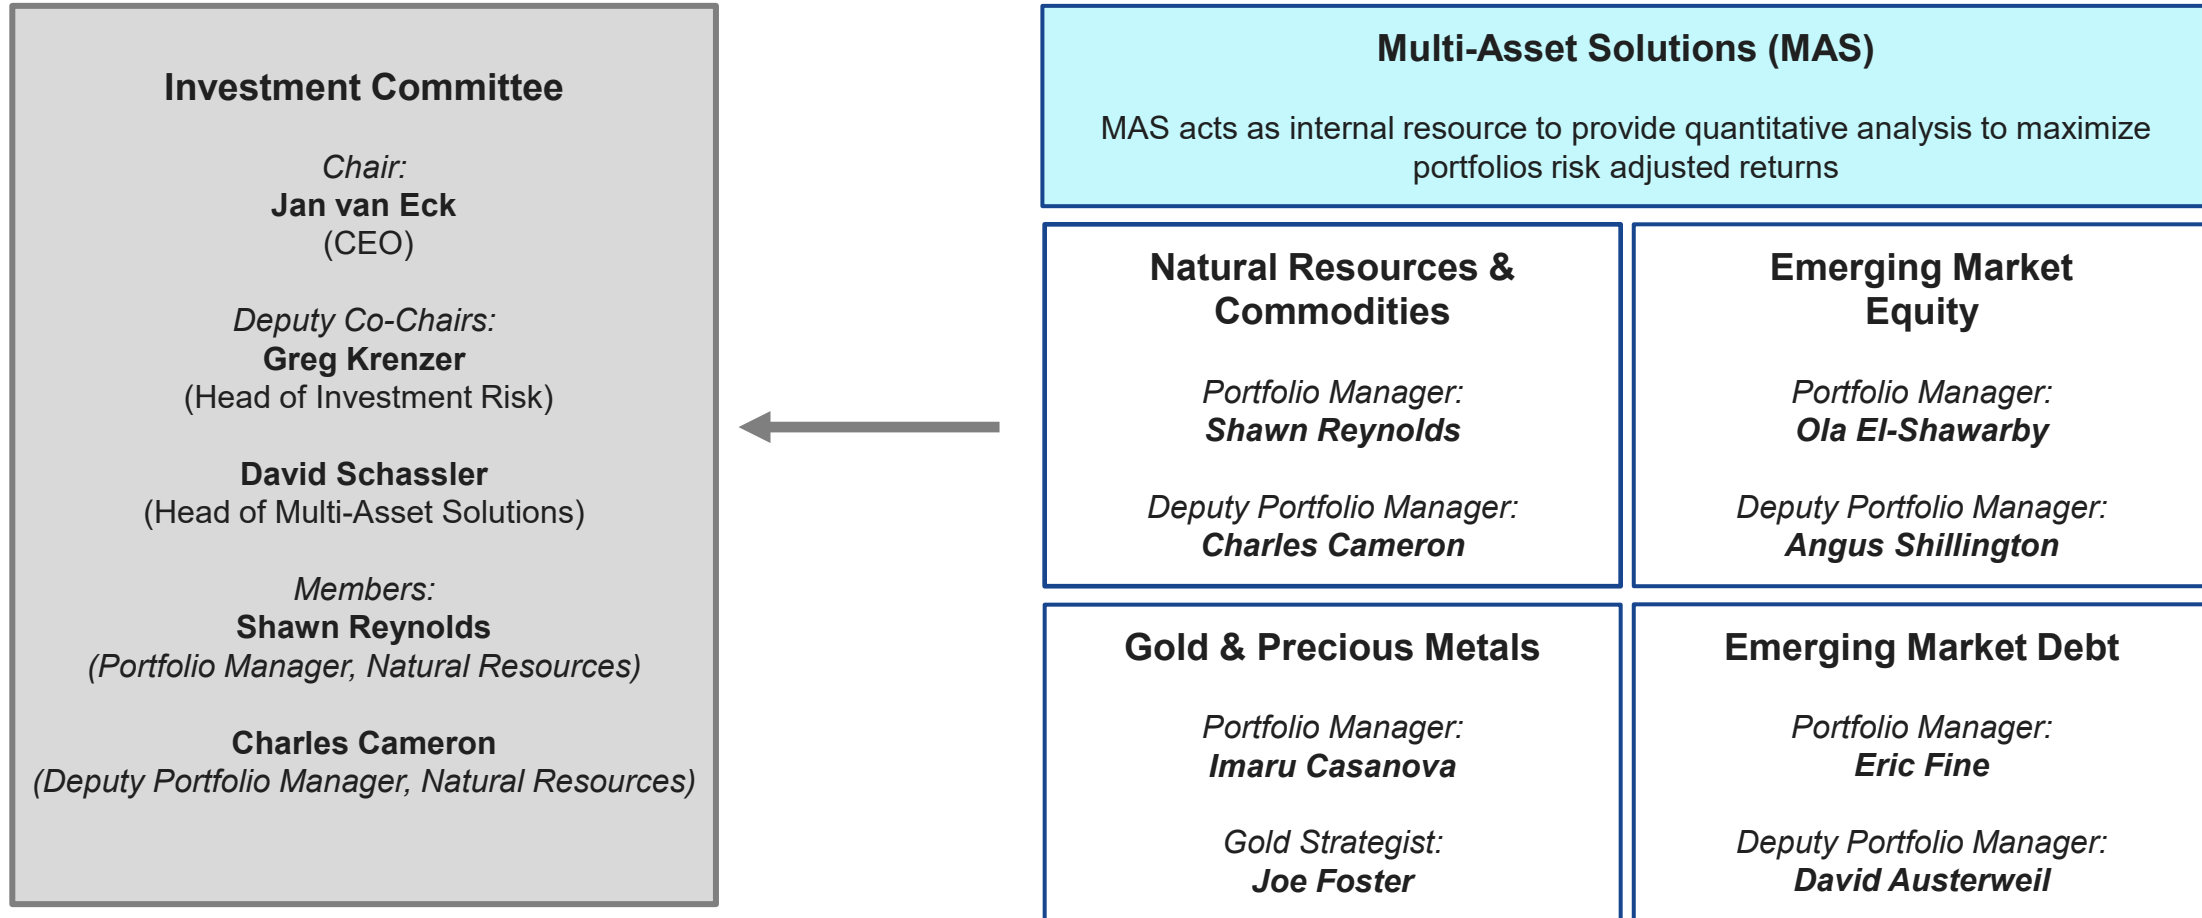 Investment Committee
Chair:
Jan van Eck
(CEO)
Deputy Co-Chairs:
Greg Krenzer
(Head of Investment Risk)
David Schassler
(Head of Multi-Asset Solutions)
Members:
Shawn Reynolds
(Portfolio Manager, Natural Resources)
Charles Cameron
(Deputy Portfolio Manager, Natural Resources)
Multi-Asset Solutions (MAS)
MAS acts as internal resource to provide quantitative analysis to maximize
portfolios risk adjusted returns
Natural Resources &
Commodities
Portfolio Manager:
Shawn Reynolds
Deputy Portfolio Manager:
Charles Cameron
Emerging Market
Equity
Portfolio Manager:
Ola El-Shawarby
Deputy Portfolio Manager:
Angus Shillington
Gold & Precious Metals
Portfolio Manager:
Imaru Casanova
Gold Strategist:
Joe Foster
Emerging Market Debt
Portfolio Manager:
Eric Fine
Deputy Portfolio Manager:
David Austerweil